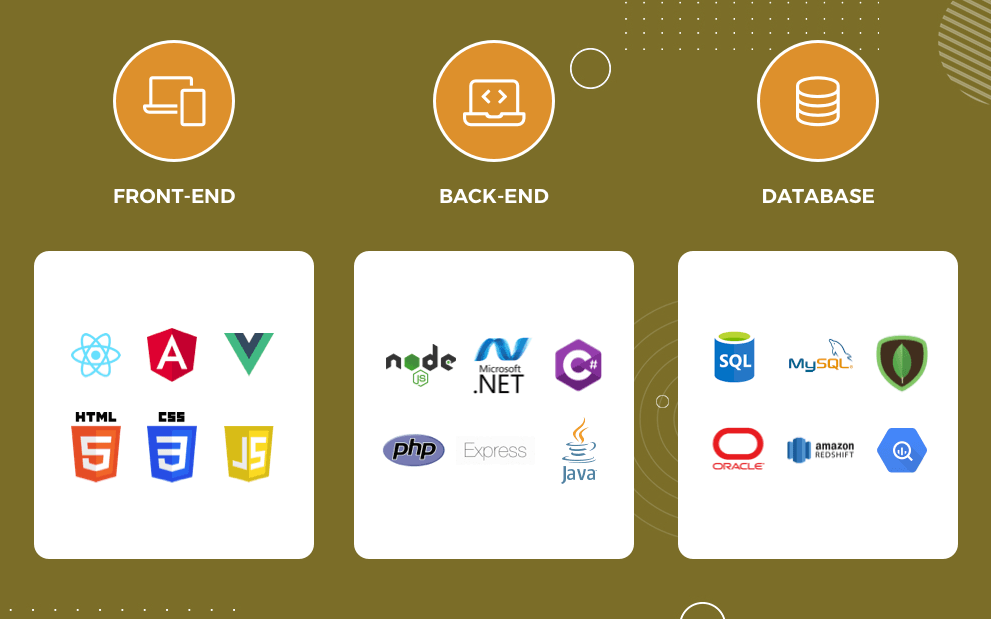 FRONT-END
BACK-END
DATABASE
A
HTML
CSS
5
3
JS
node
JS
Microsoft
.NET
C#
php
Express
Java
SQL
MySQL
ORACLE
amazon
REDSHIFT